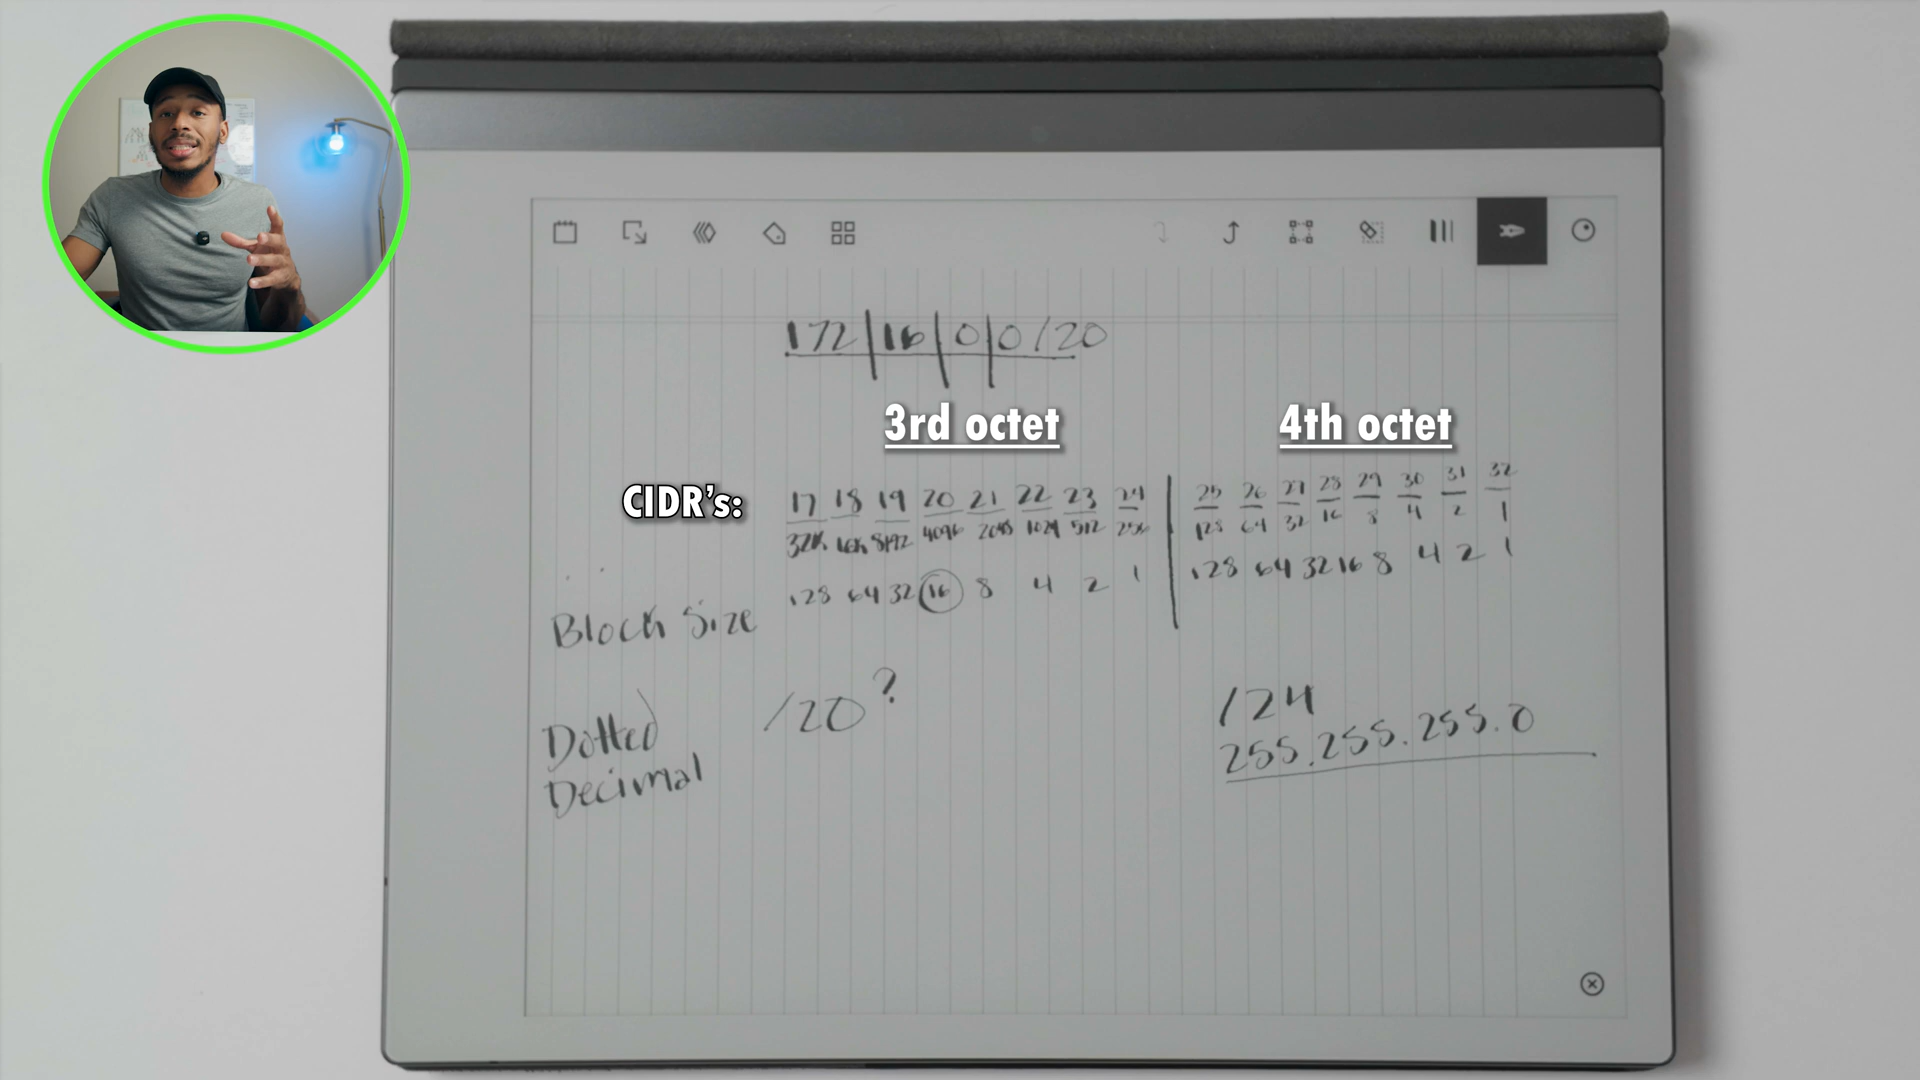 172|16|0|0/20
3rd octet
4th octet
CIDR's:
17 18 19 20 21 22 23 24 | 25 26 27 28 29 30 31 32
32K 16K 8192 4096 2048 1024 512 256 | 128 64 32 16 8 4 2 1
Block Size
128 64 32 16 8 4 2 1 | 128 64 32 16 8 4 2 1
Dotted
Decimal
/20?
/24
255.255.255.0